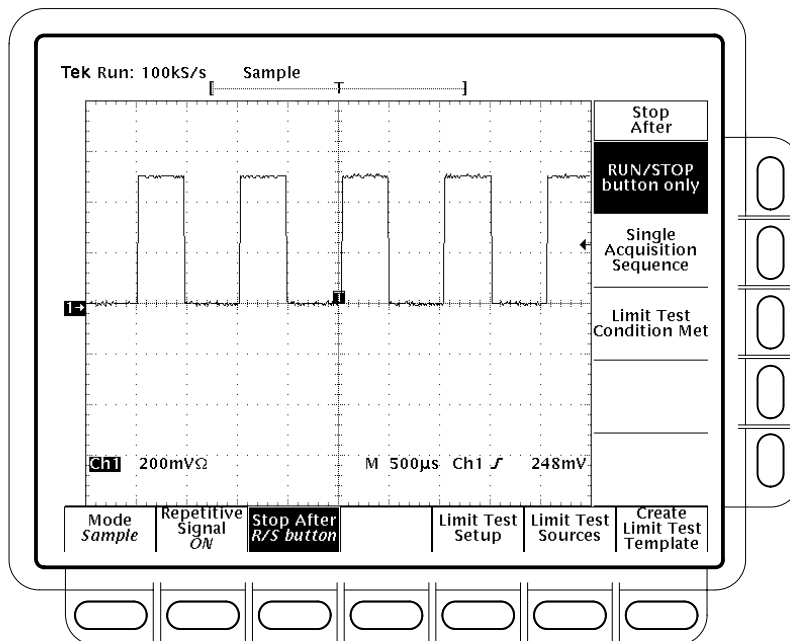 Tek Run: 100kS/s Sample
[ T ]
Stop
After
RUN/STOP
button only
Single
Acquisition
Sequence
Limit Test
Condition Met
T
1→
Ch1 200mVΩ M 500µs Ch1 ƒ 248mV
Mode
Sample
Repetitive
Signal
ON
Stop After
R/S button
Limit Test
Setup
Limit Test
Sources
Create
Limit Test
Template